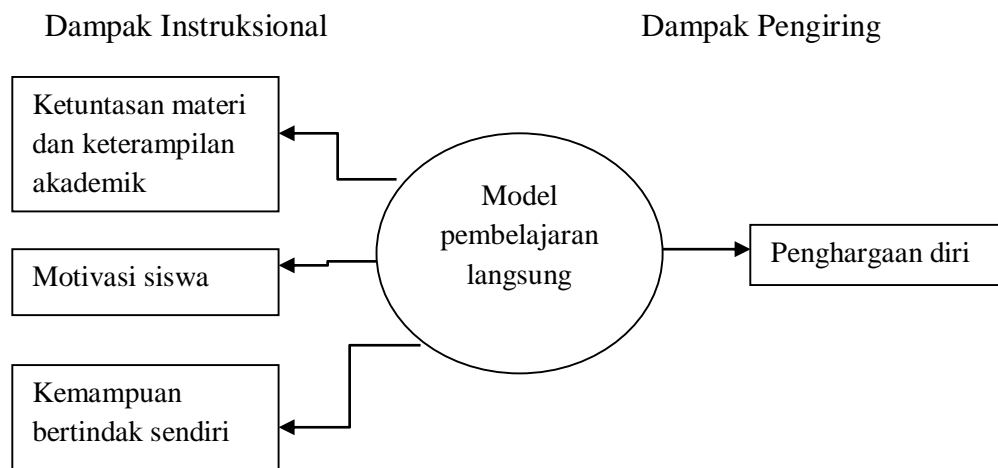 Dampak Instruksional
Dampak Pengiring
Ketuntasan materi
dan keterampilan
akademik
Motivasi siswa
Kemampuan
bertindak sendiri
Model
pembelajaran
langsung
Penghargaan diri